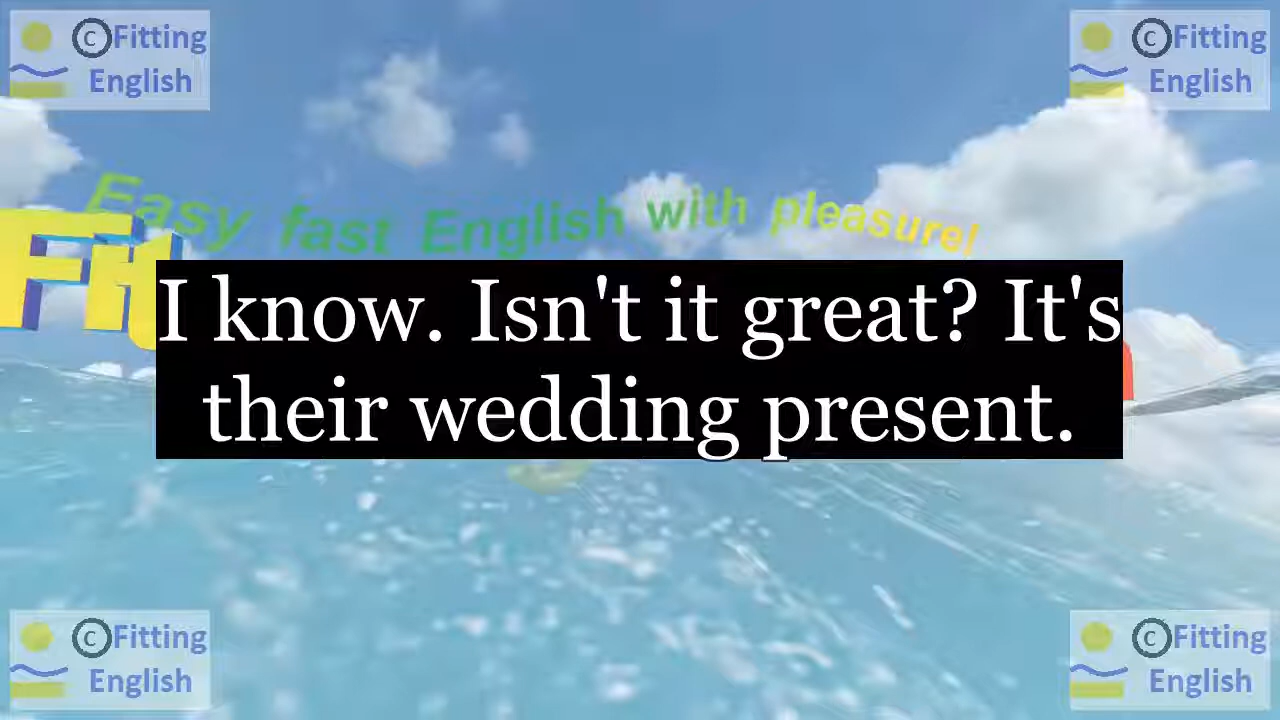 ©Fitting
English
©Fitting
English
Easy fast English with pleasure!
Fit
I know. Isn't it great? It's
their wedding present.
©Fitting
English
©Fitting
English